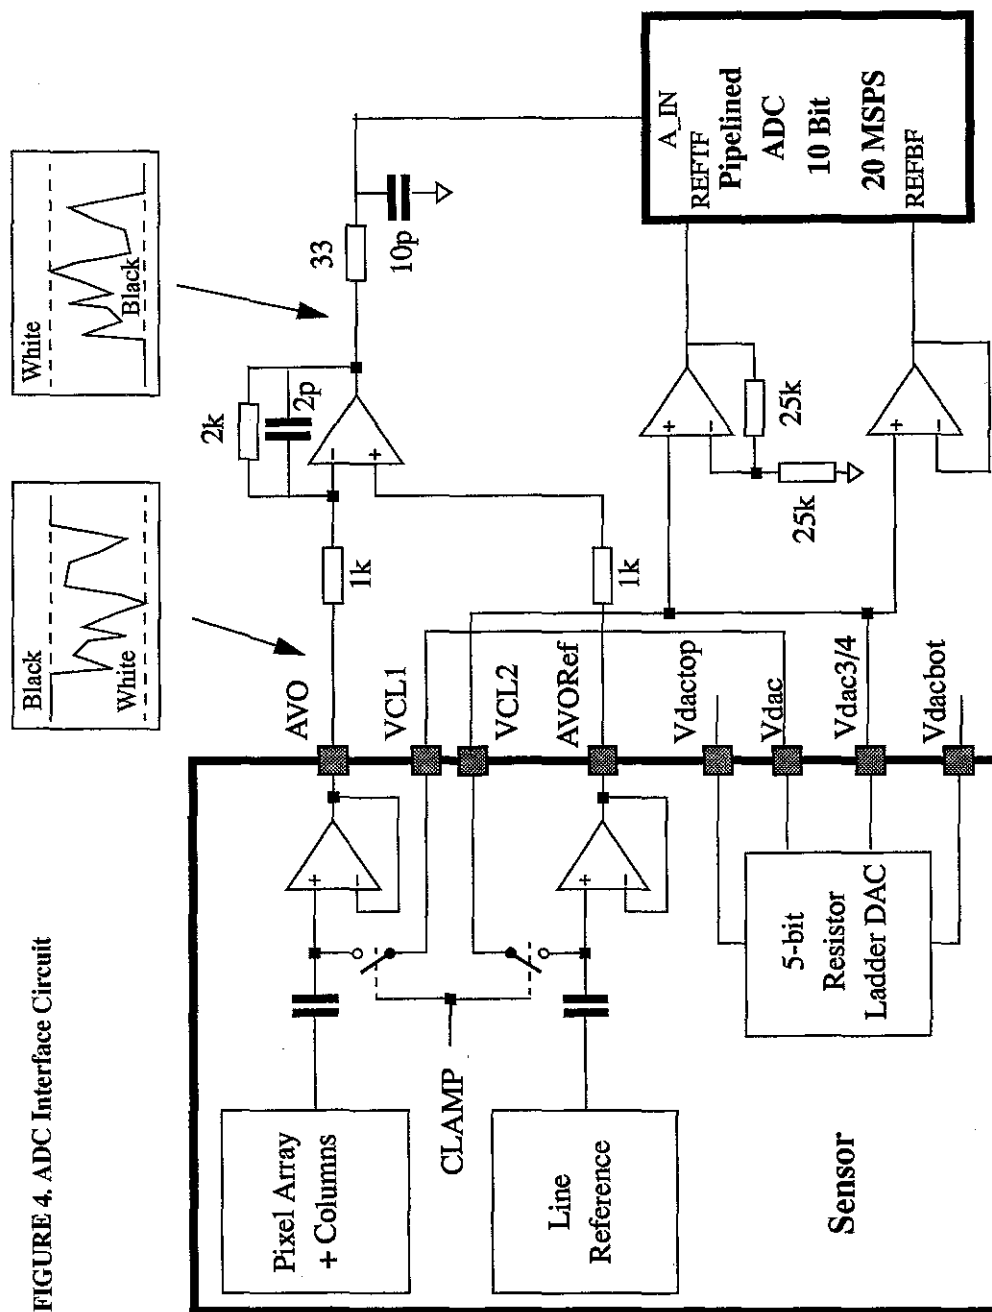 FIGURE 4. ADC Interface Circuit
Black
White
White
Black
2k
2p
33
10p
1k
1k
25k
25k
A_IN
REFTF
Pipelined
ADC
10 Bit
20 MSPS
REFBF
AVO
VCL1
VCL2
AVORef
Vdactop
Vdac
Vdac3/4
Vdacbot
Pixel Array
+ Columns
CLAMP
Line
Reference
5-bit
Resistor
Ladder DAC
Sensor
+
−
+
−
−
+
+
−
+
−